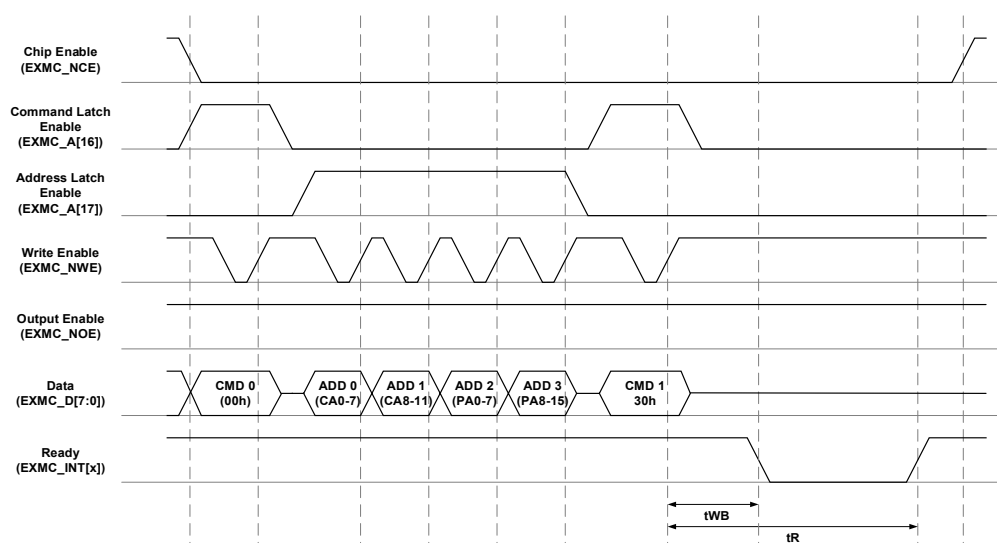 Chip Enable
(EXMC_NCE)
Command Latch
Enable
(EXMC_A[16])
Address Latch
Enable
(EXMC_A[17])
Write Enable
(EXMC_NWE)
Output Enable
(EXMC_NOE)
Data
(EXMC_D[7:0])
CMD 0
(00h)
ADD 0
(CA0-7)
ADD 1
(CA8-11)
ADD 2
(PA0-7)
ADD 3
(PA8-15)
CMD 1
30h
Ready
(EXMC_INT[x])
tWB
tR